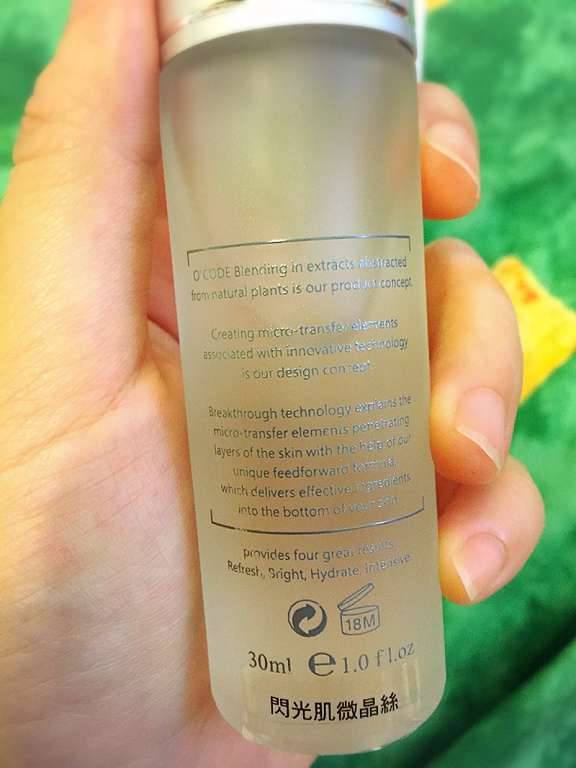 O'CODE Blending in extracts abstracted
from natural plants is our product concept.
Creating micro-transfer elements
associated with innovative technology
is our design concept.
Breakthrough technology explains the
micro-transfer elements penetrating
layers of the skin with the help of our
unique feedforward formula
which delivers effective ingredients
into the bottom of your skin.
provides four great results
Refresh, Bright, Hydrate, Intensive
18M
30ml e 1.0 fl.oz
閃光肌微晶絲